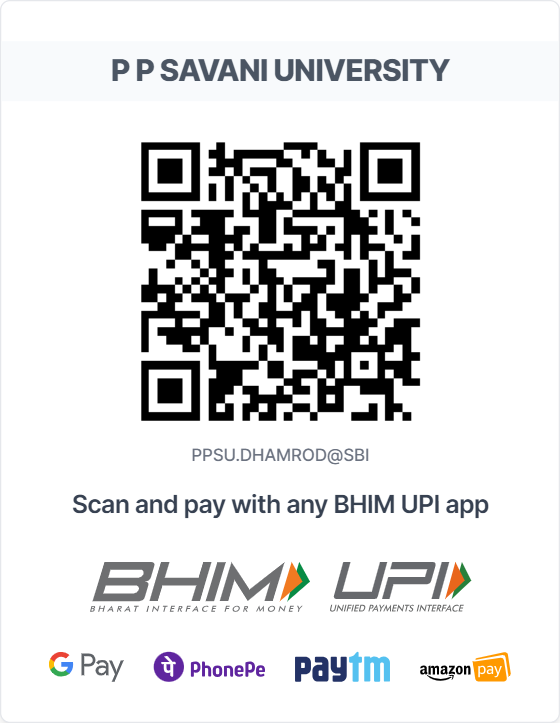 P P SAVANI UNIVERSITY
PPSU.DHAMROD@SBI
Scan and pay with any BHIM UPI app
BHIM UPI
BHARAT INTERFACE FOR MONEY UNIFIED PAYMENTS INTERFACE
G Pay पे PhonePe paytm amazon pay